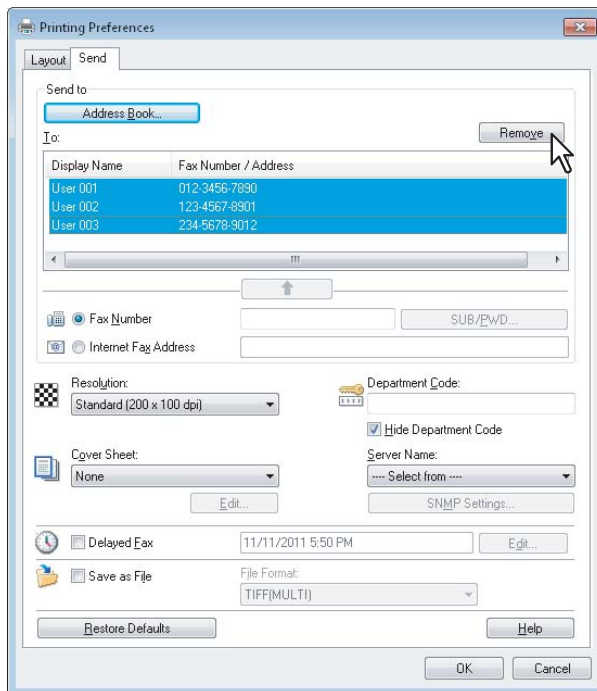 Printing Preferences
Layout Send
Send to
Address Book...
To:
Remove
Display Name Fax Number / Address
User 001 012-3456-7890
User 002 123-4567-8901
User 003 234-5678-9012
Fax Number SUB/PWD...
Internet Fax Address
Resolution: Department Code:
Standard (200 x 100 dpi)
Hide Department Code
Cover Sheet: Server Name:
None ---- Select from ----
Edit... SNMP Settings...
Delayed Fax 11/11/2011 5:50 PM Edit...
Save as File File Format:
TIFF(MULTI)
Restore Defaults Help
OK Cancel